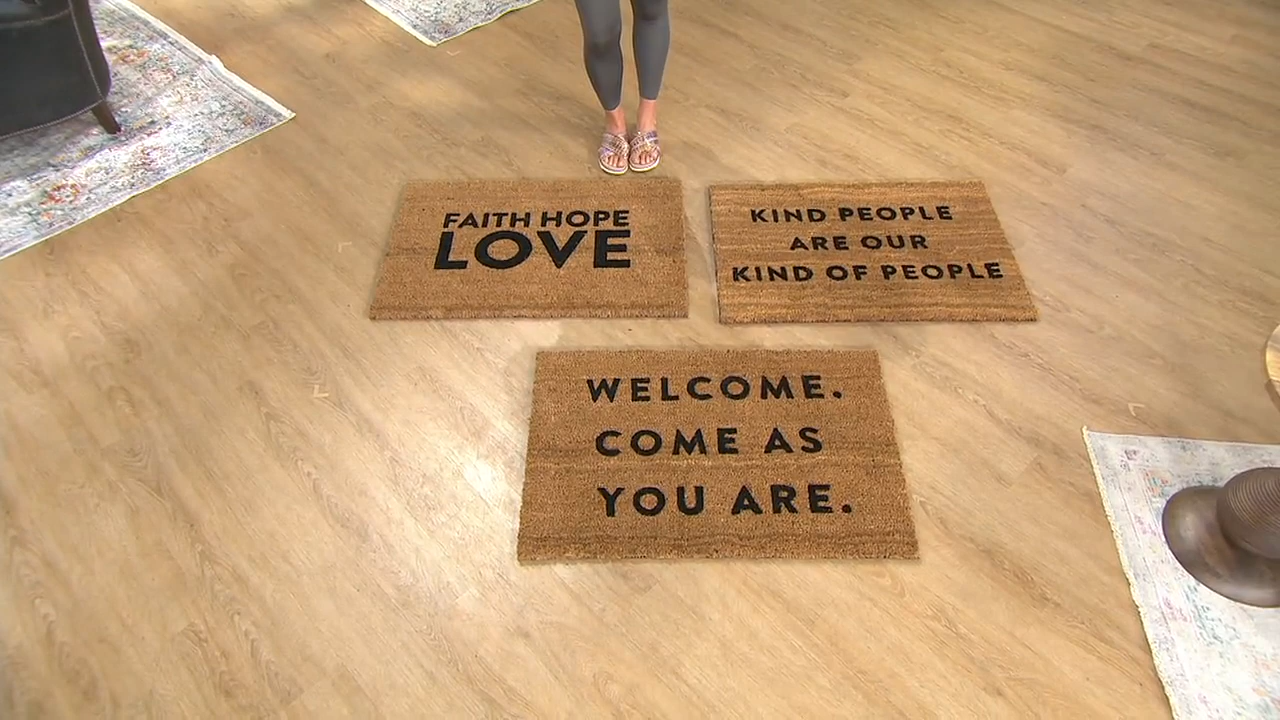 FAITH HOPE
LOVE
KIND PEOPLE
ARE OUR
KIND OF PEOPLE
WELCOME.
COME AS
YOU ARE.